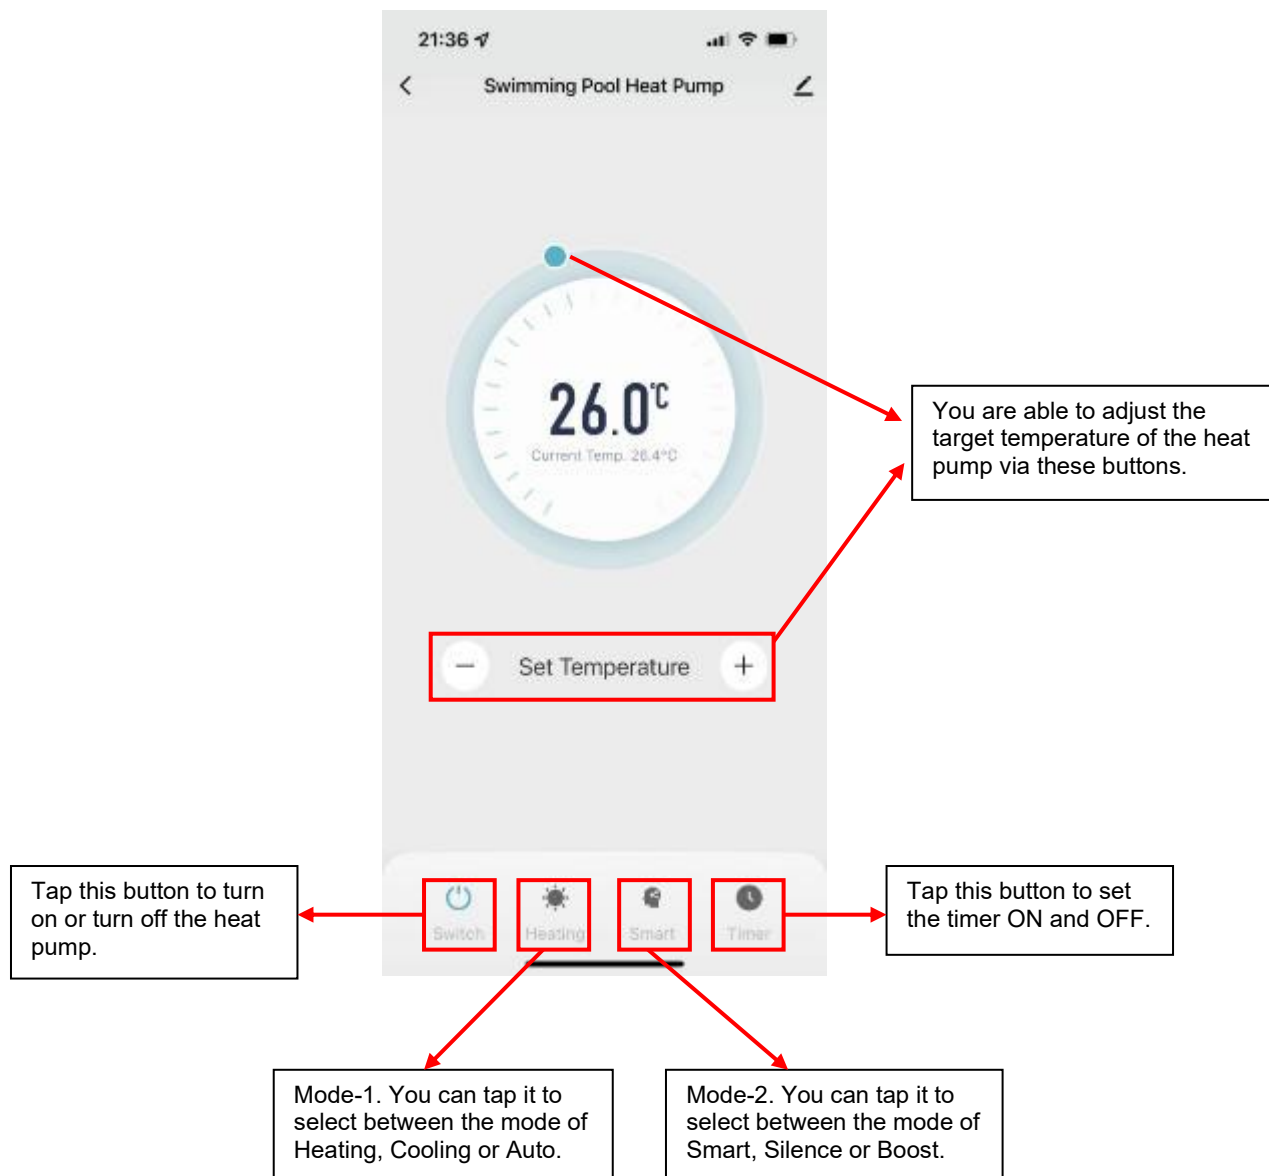 21:36
Swimming Pool Heat Pump
26.0°C
Current Temp. 26.4°C
You are able to adjust the
target temperature of the heat
pump via these buttons.
− Set Temperature +
Tap this button to turn
on or turn off the heat
pump.
Switch Heating Smart Timer
Tap this button to set
the timer ON and OFF.
Mode-1. You can tap it to
select between the mode of
Heating, Cooling or Auto.
Mode-2. You can tap it to
select between the mode of
Smart, Silence or Boost.